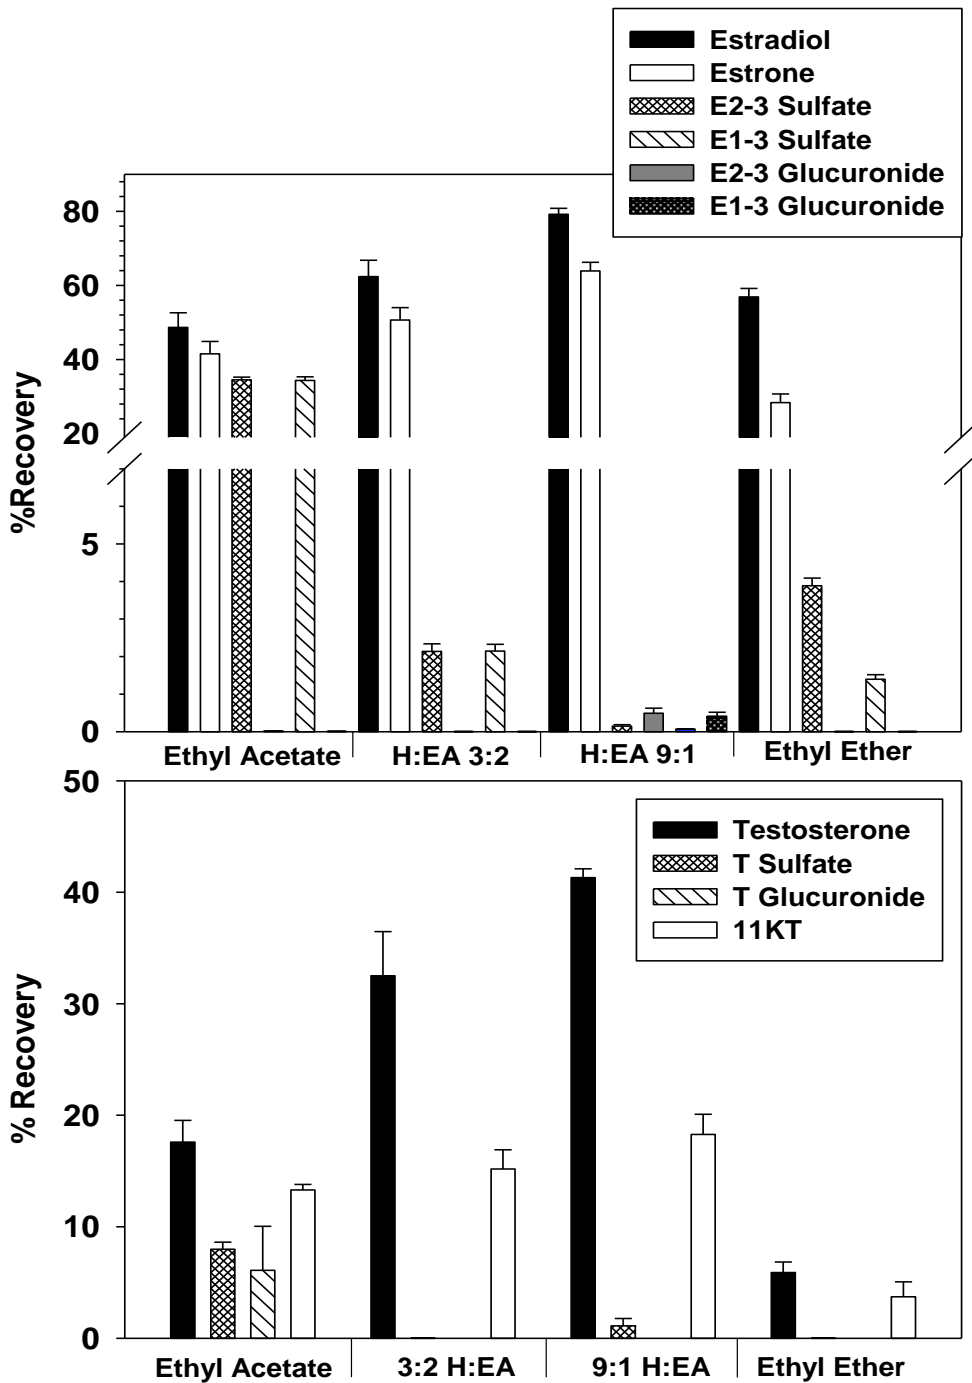 Estradiol
Estrone
E2-3 Sulfate
E1-3 Sulfate
E2-3 Glucuronide
E1-3 Glucuronide
80
60
40
20
5
0
%Recovery
Ethyl Acetate
H:EA 3:2
H:EA 9:1
Ethyl Ether
50
40
30
20
10
0
% Recovery
Testosterone
T Sulfate
T Glucuronide
11KT
Ethyl Acetate
3:2 H:EA
9:1 H:EA
Ethyl Ether